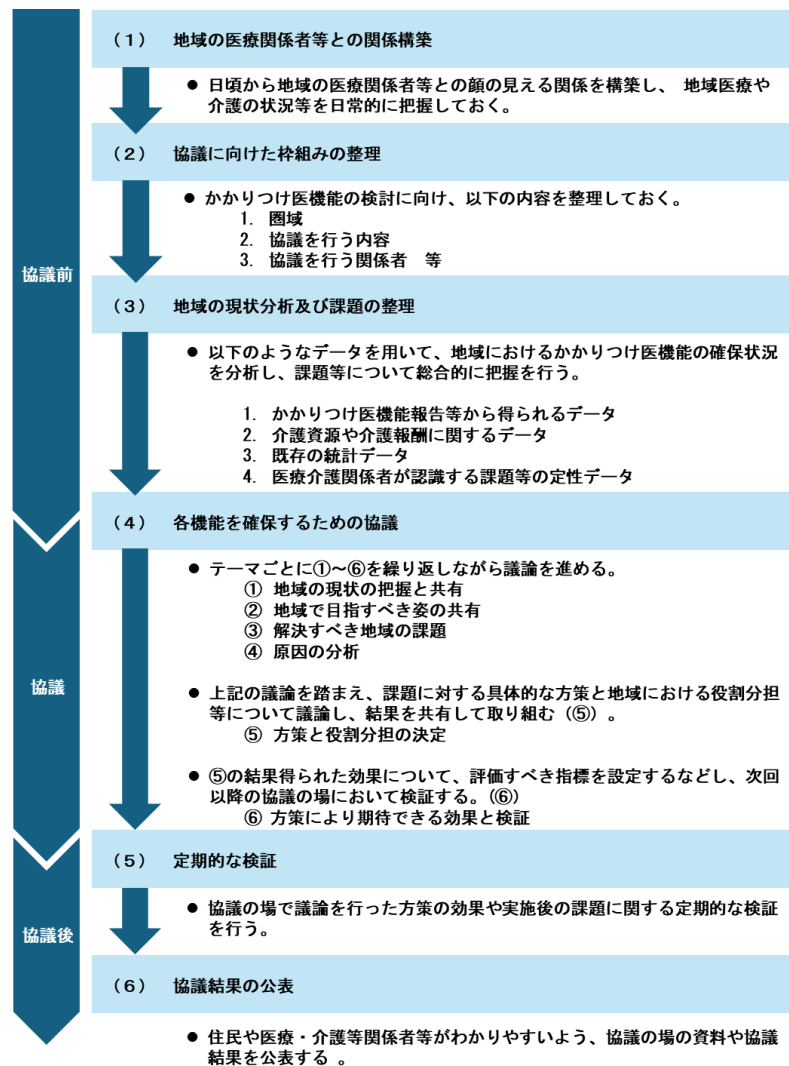 協議前
（１）　地域の医療関係者等との関係構築
● 日頃から地域の医療関係者等との顔の見える関係を構築し、 地域医療や
介護の状況等を日常的に把握しておく。
（２）　協議に向けた枠組みの整理
● かかりつけ医機能の検討に向け、以下の内容を整理しておく。
1. 圏域
2. 協議を行う内容
3. 協議を行う関係者　等
（３）　地域の現状分析及び課題の整理
● 以下のようなデータを用いて、地域におけるかかりつけ医機能の確保状況
を分析し、課題等について総合的に把握を行う。
1. かかりつけ医機能報告等から得られるデータ
2. 介護資源や介護報酬に関するデータ
3. 既存の統計データ
4. 医療介護関係者が認識する課題等の定性データ
協議
（４）　各機能を確保するための協議
● テーマごとに①～⑥を繰り返しながら議論を進める。
① 地域の現状の把握と共有
② 地域で目指すべき姿の共有
③ 解決すべき地域の課題
④ 原因の分析
● 上記の議論を踏まえ、課題に対する具体的な方策と地域における役割分担
等について議論し、結果を共有して取り組む（⑤）。
⑤ 方策と役割分担の決定
● ⑤の結果得られた効果について、評価すべき指標を設定するなどし、次回
以降の協議の場において検証する。(⑥)
⑥ 方策により期待できる効果と検証
協議後
（５）　定期的な検証
● 協議の場で議論を行った方策の効果や実施後の課題に関する定期的な検証
を行う。
（６）　協議結果の公表
● 住民や医療・介護等関係者等がわかりやすいよう、協議の場の資料や協議
結果を公表する 。